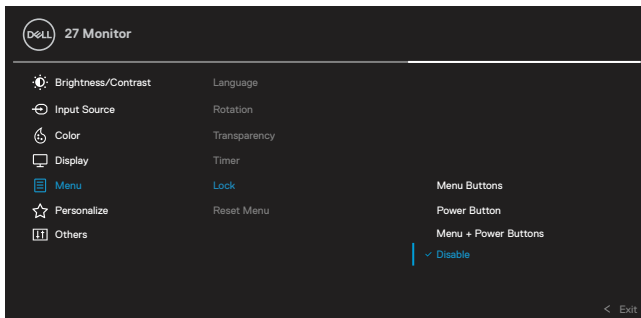 DELL 27 Monitor
Brightness/Contrast Language
Input Source Rotation
Color Transparency
Display Timer
Menu Lock Menu Buttons
Personalize Reset Menu Power Button
Others Menu + Power Buttons
Disable
Exit